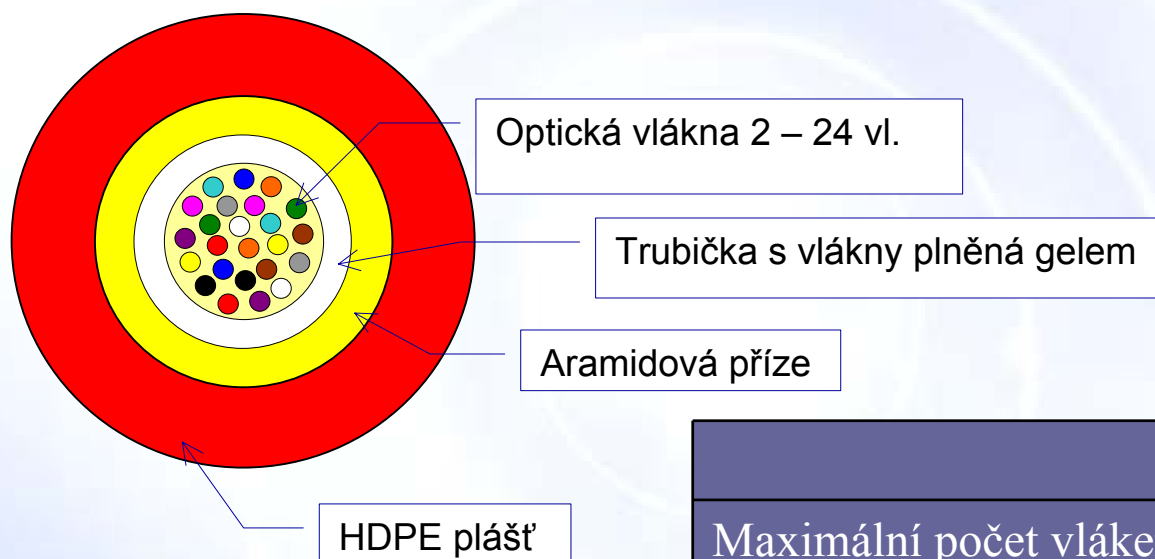 Optická vlákna 2 – 24 vl.
Trubička s vlákny plněná gelem
Aramidová příze
HDPE plášť
Maximální počet vláke